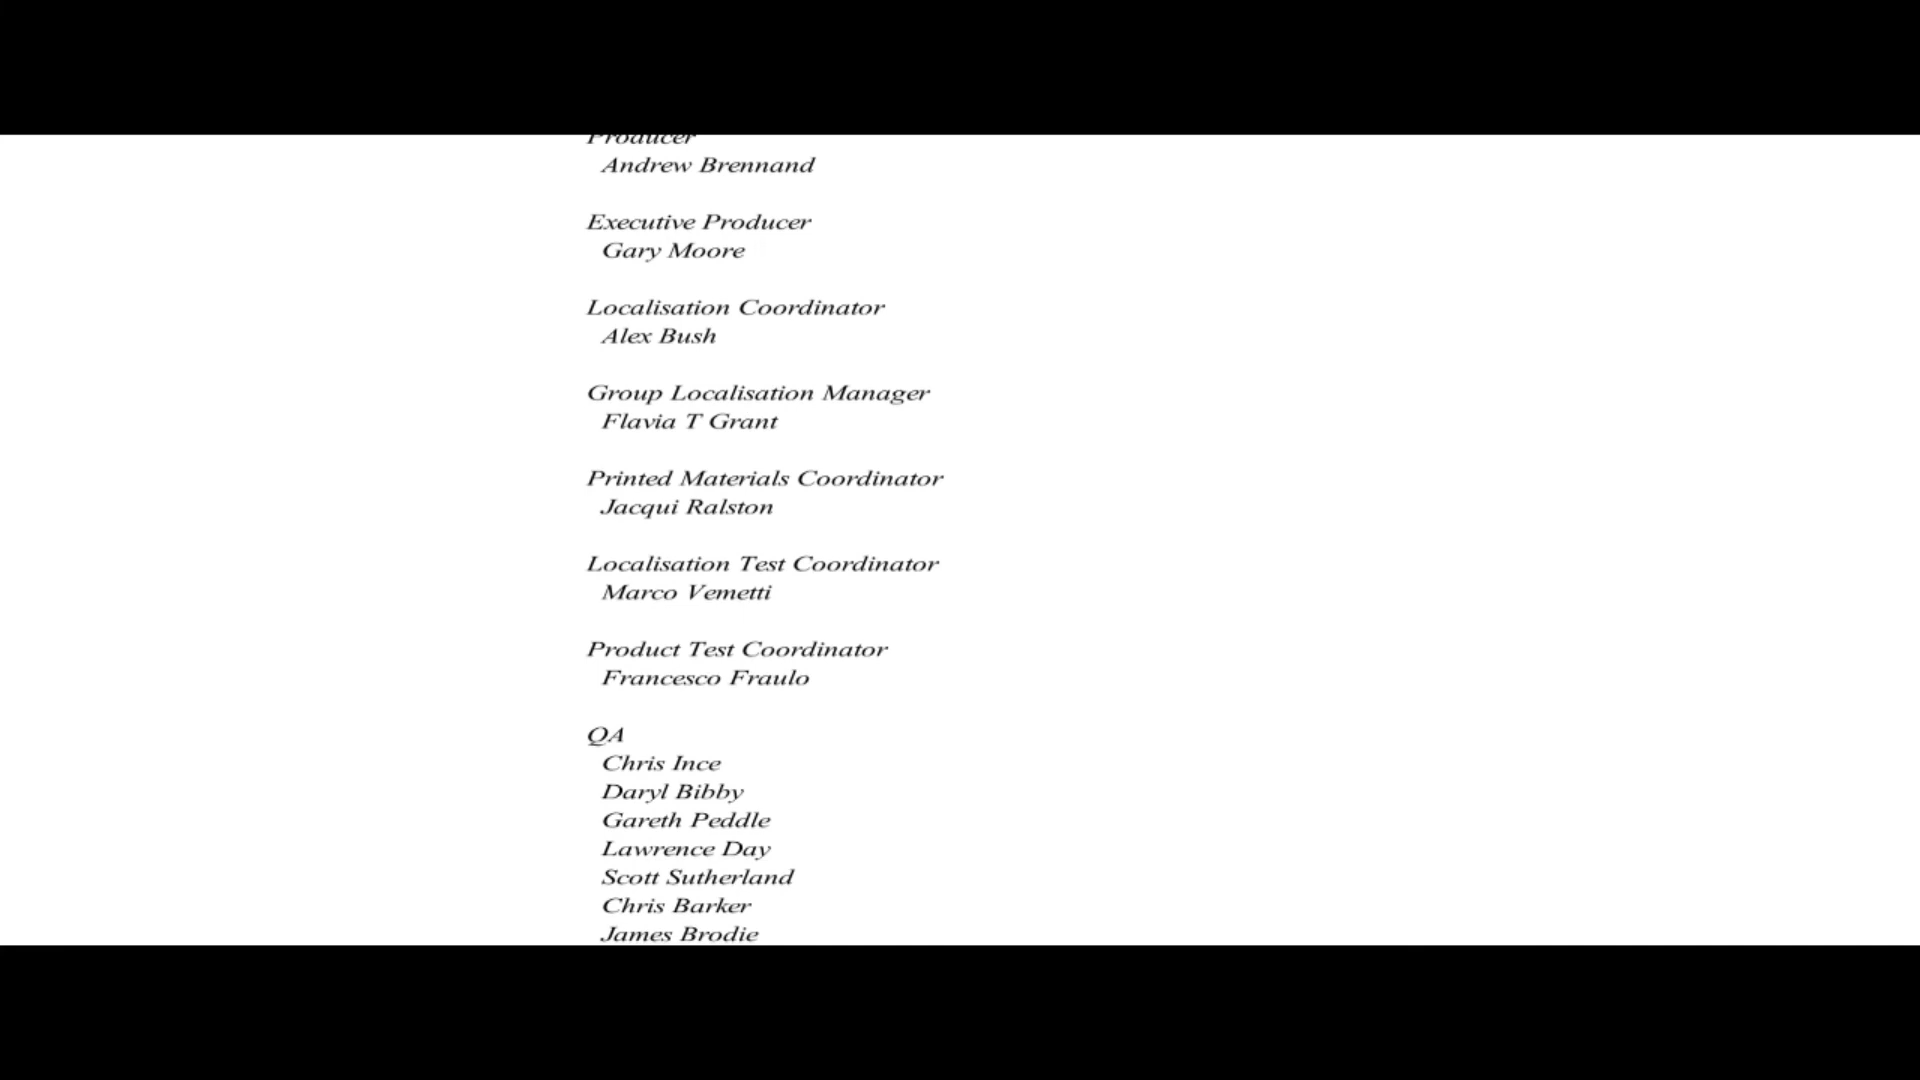 Producer
Andrew Brennand
Executive Producer
Gary Moore
Localisation Coordinator
Alex Bush
Group Localisation Manager
Flavia T Grant
Printed Materials Coordinator
Jacqui Ralston
Localisation Test Coordinator
Marco Vemetti
Product Test Coordinator
Francesco Fraulo
QA
Chris Ince
Daryl Bibby
Gareth Peddle
Lawrence Day
Scott Sutherland
Chris Barker
James Brodie